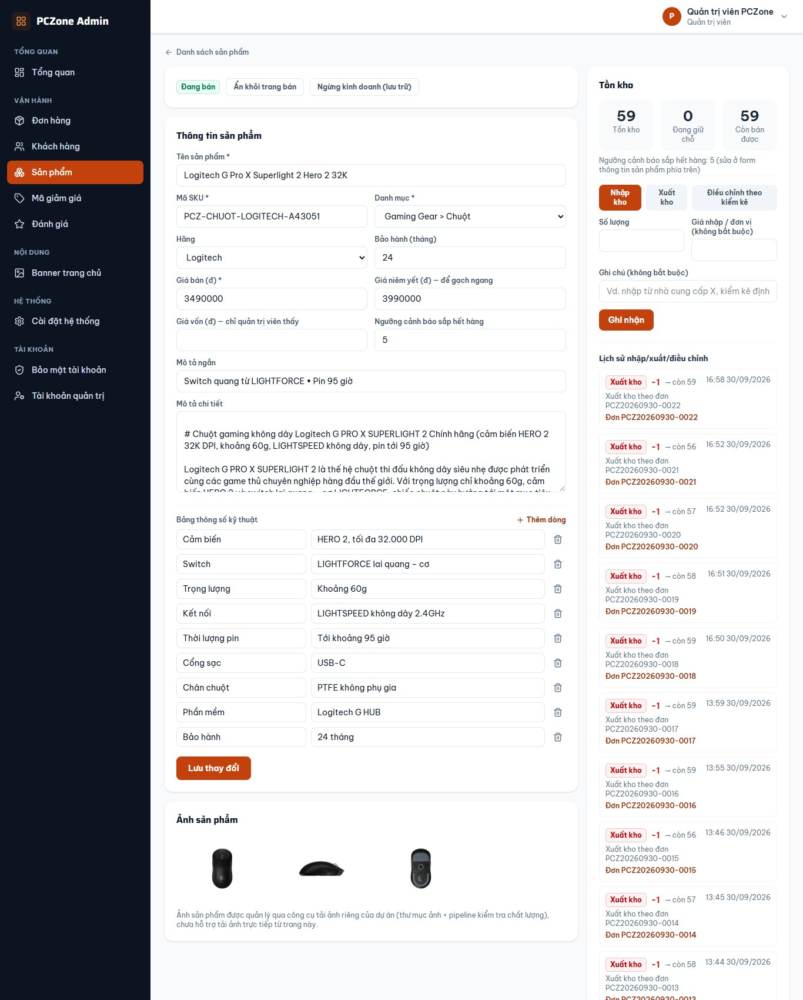 PCZone Admin
TỔNG QUAN
Tổng quan
VẬN HÀNH
Đơn hàng
Khách hàng
Sản phẩm
Mã giảm giá
Đánh giá
NỘI DUNG
Banner trang chủ
HỆ THỐNG
Cài đặt hệ thống
TÀI KHOẢN
Bảo mật tài khoản
Tài khoản quản trị
P
Quản trị viên PCZone
Quản trị viên
Danh sách sản phẩm
Đang bán
Ẩn khỏi trang bán
Ngừng kinh doanh (lưu trữ)
Thông tin sản phẩm
Tên sản phẩm *
Logitech G Pro X Superlight 2 Hero 2 32K
Mã SKU *
Danh mục *
PCZ-CHUOT-LOGITECH-A43051
Gaming Gear > Chuột
Hãng
Bảo hành (tháng)
Logitech
24
Giá bán (đ) *
Giá niêm yết (đ) — để gạch ngang
3490000
3990000
Giá vốn (đ) — chỉ quản trị viên thấy
Ngưỡng cảnh báo sắp hết hàng
5
Mô tả ngắn
Switch quang từ LIGHTFORCE • Pin 95 giờ
Mô tả chi tiết
# Chuột gaming không dây Logitech G PRO X SUPERLIGHT 2 Chính hãng (cảm biến HERO 2
32K DPI, khoảng 60g, LIGHTSPEED không dây, pin tới 95 giờ)
Logitech G PRO X SUPERLIGHT 2 là thế hệ chuột thi đấu không dây siêu nhẹ được phát triển
cùng các game thủ chuyên nghiệp hàng đầu thế giới. Với trọng lượng chỉ khoảng 60g, cảm
biến HERO 2 và switch lai quang – cơ LIGHTFORCE, chiếc chuột này hướng tới một mục tiêu
Bảng thông số kỹ thuật
Thêm dòng
Cảm biến
HERO 2, tối đa 32.000 DPI
Switch
LIGHTFORCE lai quang – cơ
Trọng lượng
Khoảng 60g
Kết nối
LIGHTSPEED không dây 2.4GHz
Thời lượng pin
Tới khoảng 95 giờ
Cổng sạc
USB-C
Chân chuột
PTFE không phụ gia
Phần mềm
Logitech G HUB
Bảo hành
24 tháng
Lưu thay đổi
Ảnh sản phẩm
Ảnh sản phẩm được quản lý qua công cụ tải ảnh riêng của dự án (thư mục ảnh + pipeline kiểm tra chất lượng),
chưa hỗ trợ tải ảnh trực tiếp từ trang này.
Tồn kho
59
Tồn kho
0
Đang giữ
chỗ
59
Còn bán
được
Ngưỡng cảnh báo sắp hết hàng: 5 (sửa ở form
thông tin sản phẩm phía trên)
Nhập
kho
Xuất
kho
Điều chỉnh theo
kiểm kê
Số lượng
Giá nhập / đơn vị
(không bắt buộc)
Ghi chú (không bắt buộc)
Vd. nhập từ nhà cung cấp X, kiểm kê định
Ghi nhận
Lịch sử nhập/xuất/điều chỉnh
Xuất kho -1 → còn 59 16:58 30/09/2026
Xuất kho theo đơn
PCZ20260930-0022
Đơn PCZ20260930-0022
Xuất kho -1 → còn 56 16:52 30/09/2026
Xuất kho theo đơn
PCZ20260930-0021
Đơn PCZ20260930-0021
Xuất kho -1 → còn 57 16:52 30/09/2026
Xuất kho theo đơn
PCZ20260930-0020
Đơn PCZ20260930-0020
Xuất kho -1 → còn 58 16:51 30/09/2026
Xuất kho theo đơn
PCZ20260930-0019
Đơn PCZ20260930-0019
Xuất kho -1 → còn 59 16:50 30/09/2026
Xuất kho theo đơn
PCZ20260930-0018
Đơn PCZ20260930-0018
Xuất kho -1 → còn 59 13:59 30/09/2026
Xuất kho theo đơn
PCZ20260930-0017
Đơn PCZ20260930-0017
Xuất kho -1 → còn 59 13:55 30/09/2026
Xuất kho theo đơn
PCZ20260930-0016
Đơn PCZ20260930-0016
Xuất kho -1 → còn 56 13:46 30/09/2026
Xuất kho theo đơn
PCZ20260930-0015
Đơn PCZ20260930-0015
Xuất kho -1 → còn 57 13:45 30/09/2026
Xuất kho theo đơn
PCZ20260930-0014
Đơn PCZ20260930-0014
Xuất kho -1 → còn 58 13:44 30/09/2026
Xuất kho theo đơn
PCZ20260930-0013
Đơn PCZ20260930-0013